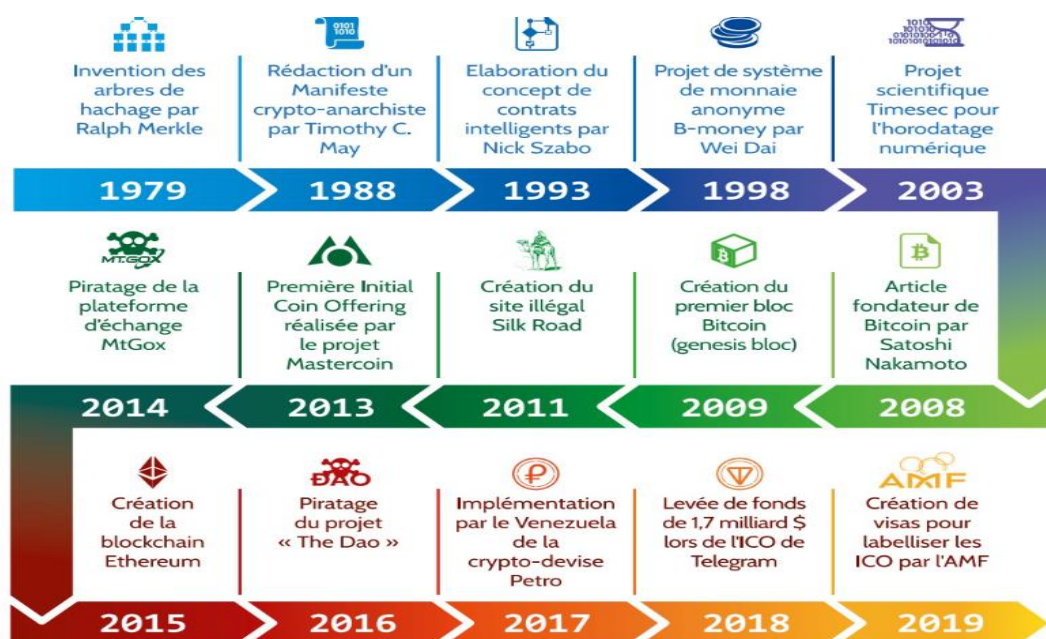 0101
1010
1010
101010
0101010010
1010101010101010
Invention des
arbres de
hachage par
Ralph Merkle
Rédaction d'un
Manifeste
crypto-anarchiste
par Timothy C.
May
Elaboration du
concept de
contrats
intelligents par
Nick Szabo
Projet de système
de monnaie
anonyme
B-money par
Wei Dai
Projet
scientifique
Timesec pour
l'horodatage
numérique
1979
1988
1993
1998
2003
MT.GOX
Piratage de la
plateforme
d'échange
MtGox
Première Initial
Coin Offering
réalisée par
le projet
Mastercoin
Création du
site illégal
Silk Road
Création du
premier bloc
Bitcoin
(genesis bloc)
Article
fondateur de
Bitcoin par
Satoshi
Nakamoto
2014
2013
2011
2009
2008
Création
de la
blockchain
Ethereum
ĐAO
Piratage
du projet
« The Dao »
Implémentation
par le Venezuela
de la
crypto-devise
Petro
Levée de fonds
de 1,7 milliard $
lors de l'ICO de
Telegram
AMF
Création de
visas pour
labelliser les
ICO par l'AMF
2015
2016
2017
2018
2019